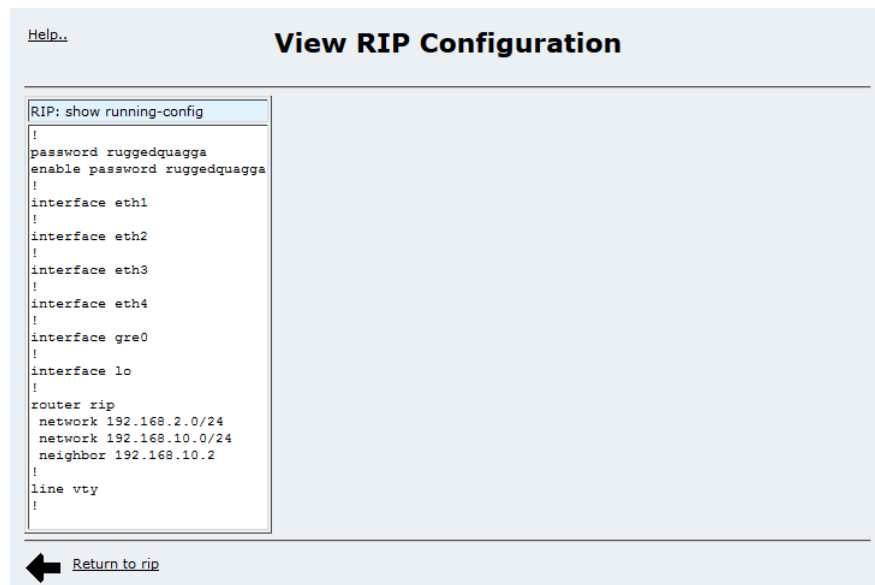 Help..
View RIP Configuration
RIP: show running-config
!
password ruggedquagga
enable password ruggedquagga
!
interface eth1
!
interface eth2
!
interface eth3
!
interface eth4
!
interface gre0
!
interface lo
!
router rip
 network 192.168.2.0/24
 network 192.168.10.0/24
 neighbor 192.168.10.2
!
line vty
!
Return to rip